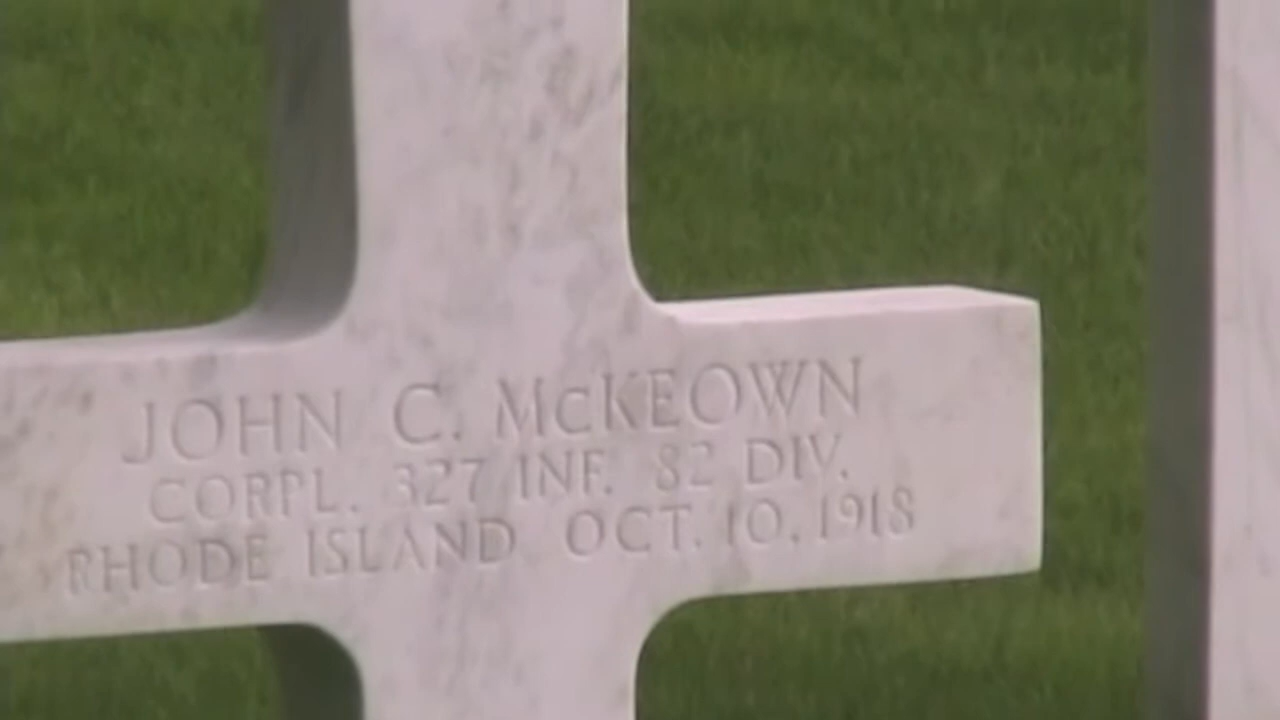 JOHN C. McKEOWN
CORPL. 327 INF. 82 DIV.
RHODE ISLAND OCT. 10, 1918